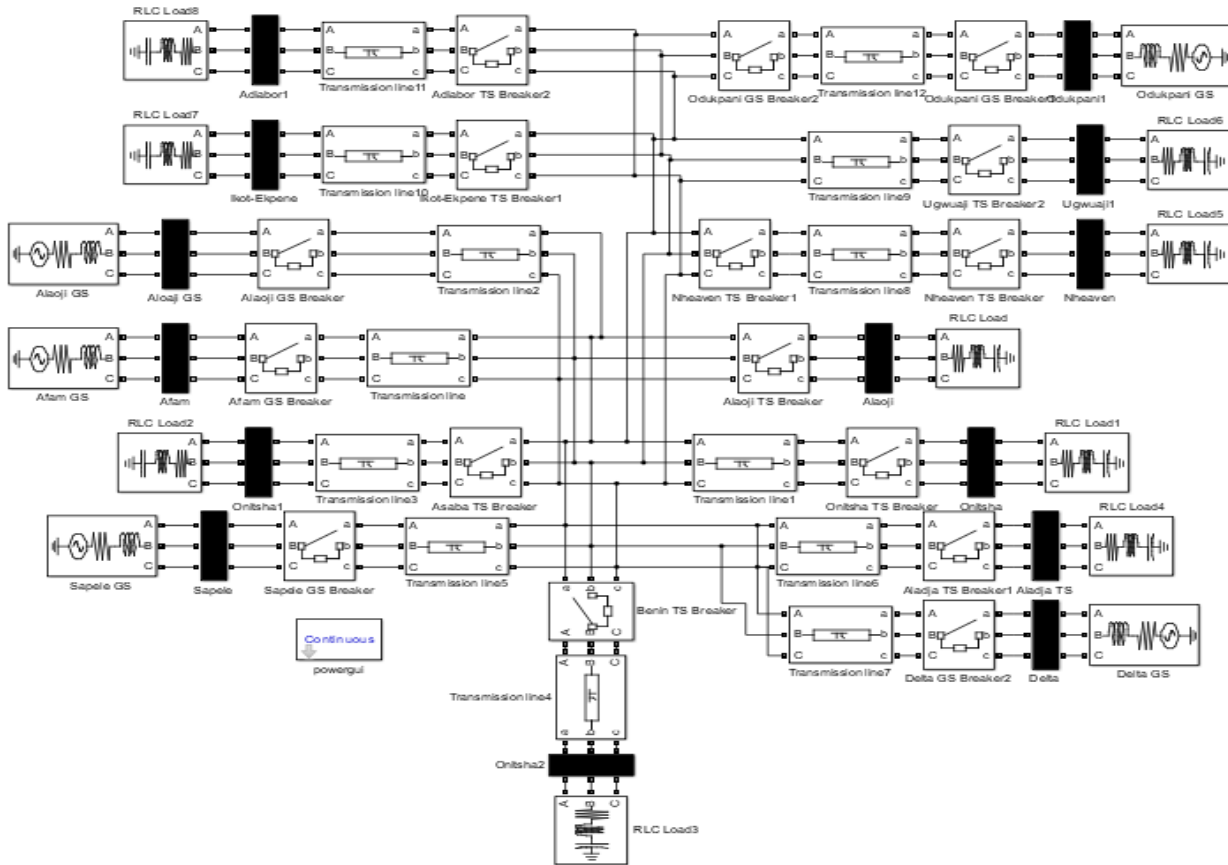 RLC Load8
A
B
C
Adiabor1
A
B
C
a
b
c
Transmission line11
A
B
C
a
b
c
Adiabor TS Breaker2
A
B
C
a
b
c
Odukpani GS Breaker2
A
B
C
a
b
c
Transmission line12
A
B
C
a
b
c
Odukpani GS Breaker
Odukpani1
A
B
C
Odukpani GS
RLC Load7
A
B
C
Ikot-Ekpene
A
B
C
a
b
c
Transmission line10
A
B
C
a
b
c
Ikot-Ekpene TS Breaker1
A
B
C
a
b
c
Transmission line9
A
B
C
a
b
c
Ugwuaji TS Breaker2
Ugwuaji1
RLC Load6
A
B
C
A
B
C
Alaoji GS
Aloaji GS
A
B
C
a
b
c
Alaoji GS Breaker
A
B
C
a
b
c
Transmission line2
A
B
C
a
b
c
Nheaven TS Breaker1
A
B
C
a
b
c
Transmission line8
A
B
C
a
b
c
Nheaven TS Breaker
Nheaven
RLC Load5
A
B
C
A
B
C
Afam GS
Afam
A
B
C
a
b
c
Afam GS Breaker
A
B
C
a
b
c
Transmission line
A
B
C
a
b
c
Alaoji TS Breaker
Alaoji
RLC Load
A
B
C
RLC Load2
A
B
C
Onitsha1
A
B
C
a
b
c
Transmission line3
A
B
C
a
b
c
Asaba TS Breaker
A
B
C
a
b
c
Transmission line1
A
B
C
a
b
c
Onitsha TS Breaker
Onitsha
RLC Load1
A
B
C
A
B
C
Sapele GS
Sapele
A
B
C
a
b
c
Sapele GS Breaker
A
B
C
a
b
c
Transmission line5
A
B
C
a
b
c
Transmission line6
A
B
C
a
b
c
Aladja TS Breaker1
Aladja TS
RLC Load4
A
B
C
a
b
c
A
B
C
Benin TS Breaker
A
B
C
a
b
c
Transmission line7
A
B
C
a
b
c
Delta GS Breaker2
Delta
A
B
C
Delta GS
Continuous
powergui
A
B
C
a
b
c
Transmission line4
Onitsha2
A
B
C
RLC Load3